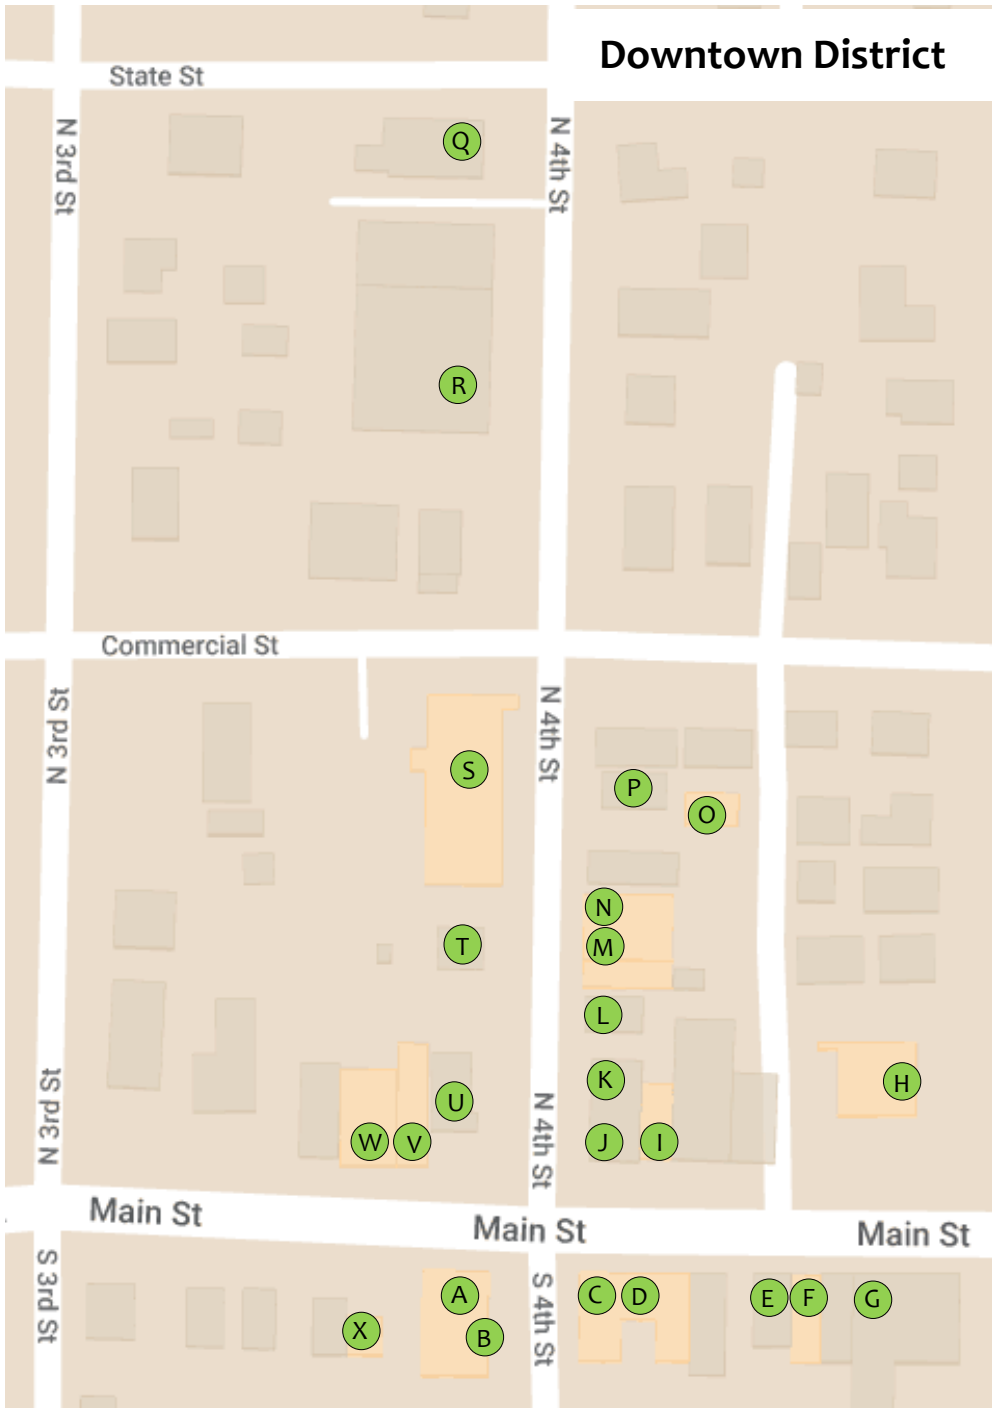 Downtown District
State St
N 3rd St
N 4th St
Q
R
Commercial St
N 3rd St
N 4th St
S
P
O
N
M
T
L
K
H
U
N 3rd St
N 4th St
W
V
J
I
Main St
Main St
Main St
S 3rd St
S 4th St
A
C
D
E
F
G
X
B